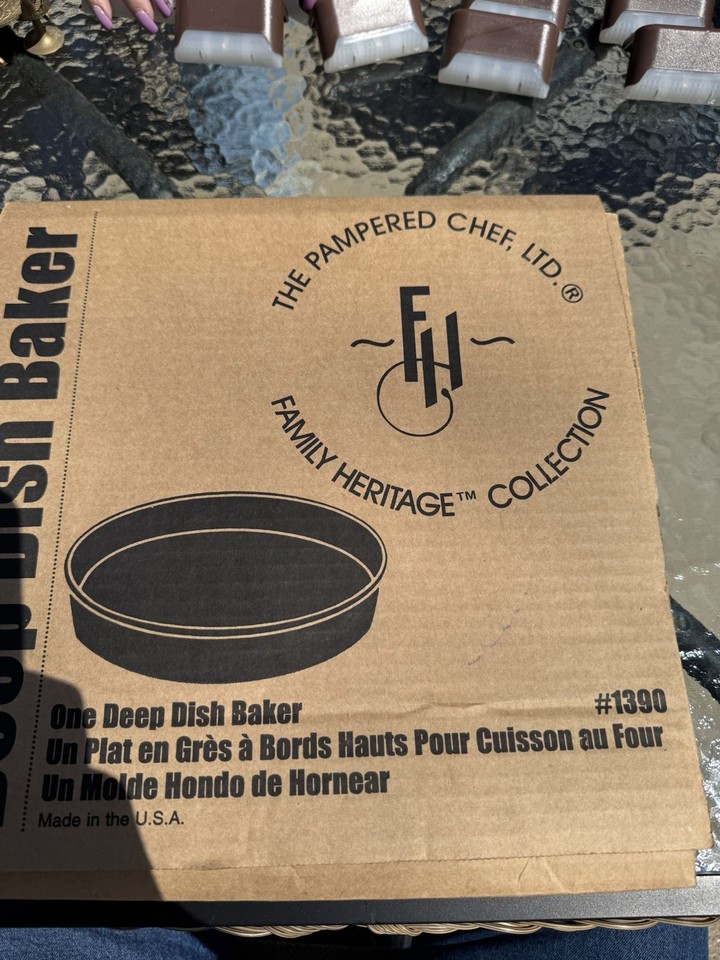 THE PAMPERED CHEF, LTD.®
FH
FAMILY HERITAGE™ COLLECTION
Dish Baker
One Deep Dish Baker
#1390
Un Plat en Grès à Bords Hauts Pour Cuisson au Four
Un Molde Hondo de Hornear
Made in the U.S.A.